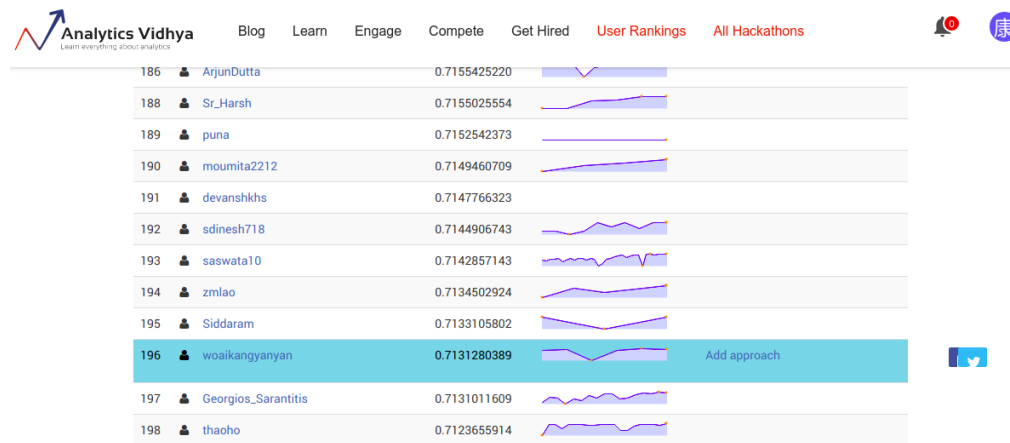 Analytics Vidhya
Learn everything about analytics
Blog Learn Engage Compete Get Hired User Rankings All Hackathons 0 康
186 ArjunDutta 0.7155425220
188 Sr_Harsh 0.7155025554
189 puna 0.7152542373
190 moumita2212 0.7149460709
191 devanshkhs 0.7147766323
192 sdinesh718 0.7144906743
193 saswata10 0.7142857143
194 zmlao 0.7134502924
195 Siddaram 0.7133105802
196 woaikangyanyan 0.7131280389 Add approach
197 Georgios_Sarantitis 0.7131011609
198 thaoho 0.7123655914